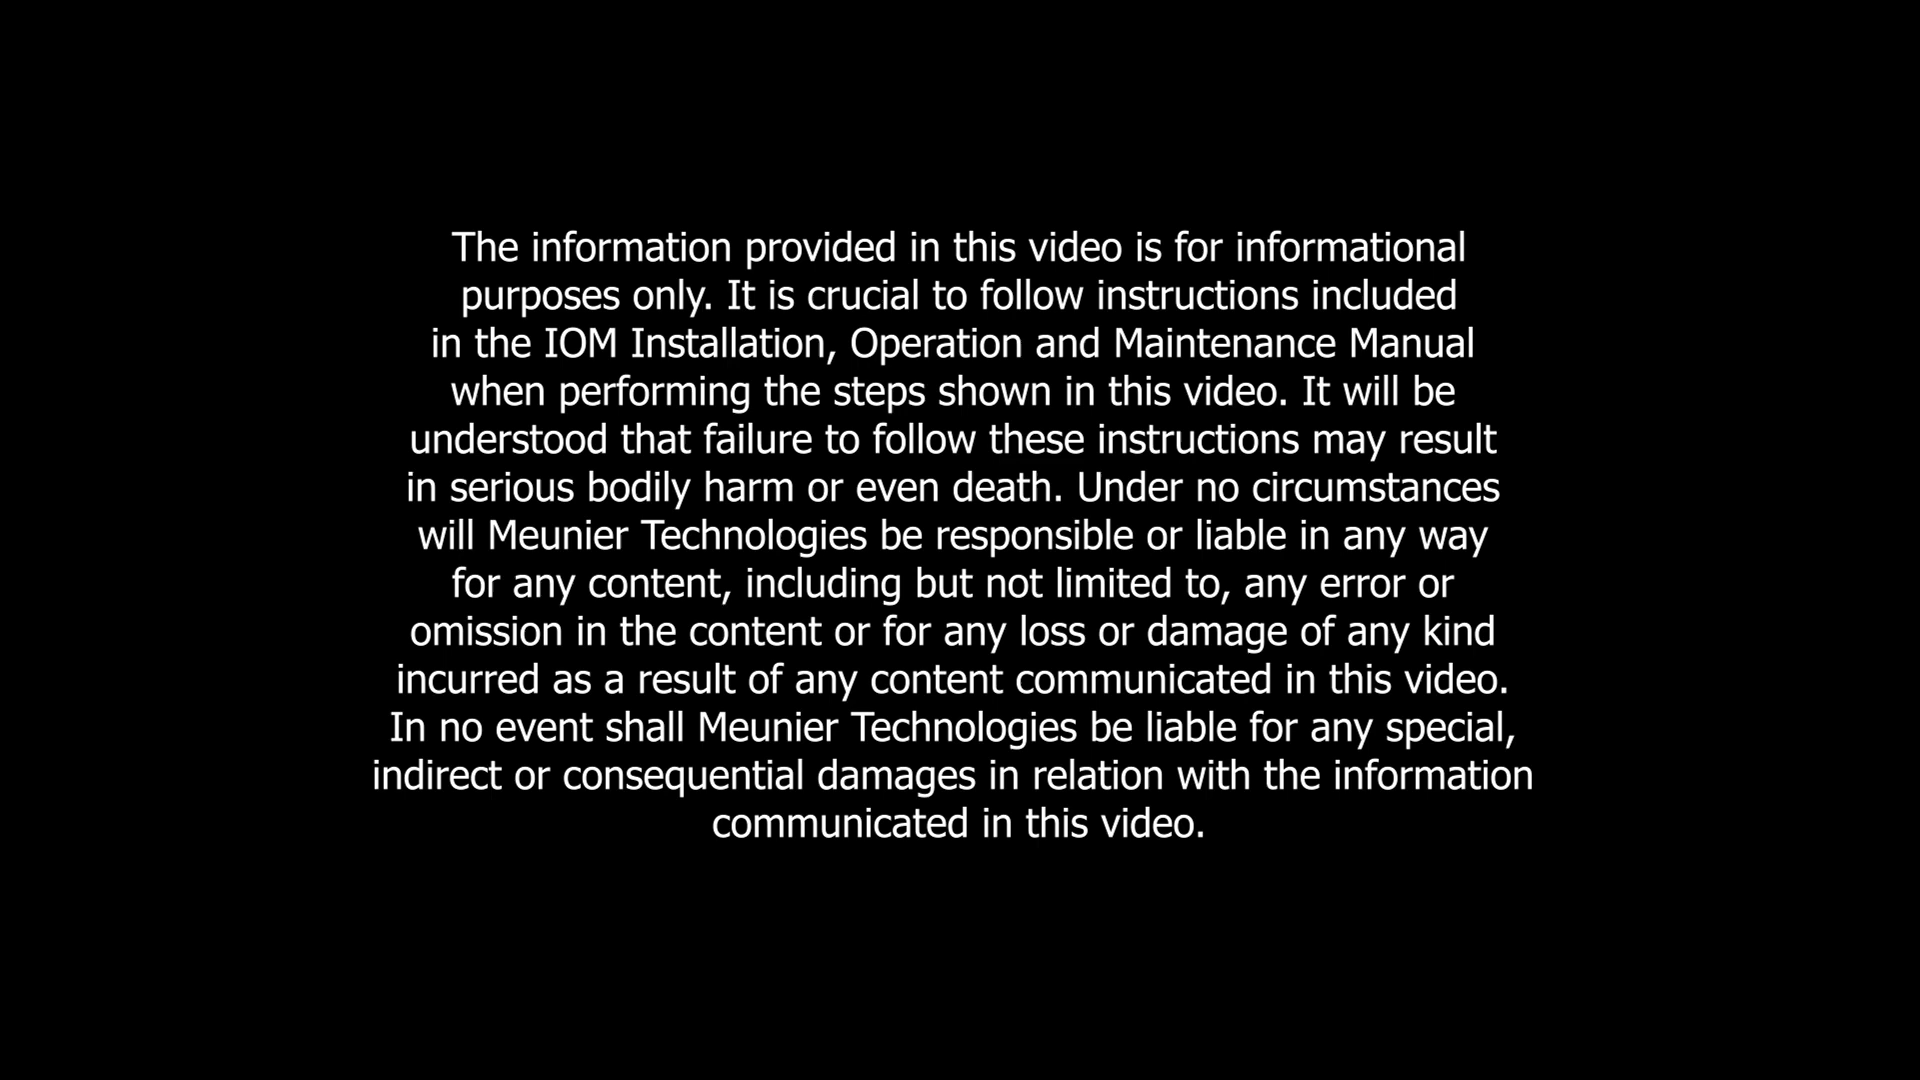 The information provided in this video is for informational
purposes only. It is crucial to follow instructions included
in the IOM Installation, Operation and Maintenance Manual
when performing the steps shown in this video. It will be
understood that failure to follow these instructions may result
in serious bodily harm or even death. Under no circumstances
will Meunier Technologies be responsible or liable in any way
for any content, including but not limited to, any error or
omission in the content or for any loss or damage of any kind
incurred as a result of any content communicated in this video.
In no event shall Meunier Technologies be liable for any special,
indirect or consequential damages in relation with the information
communicated in this video.